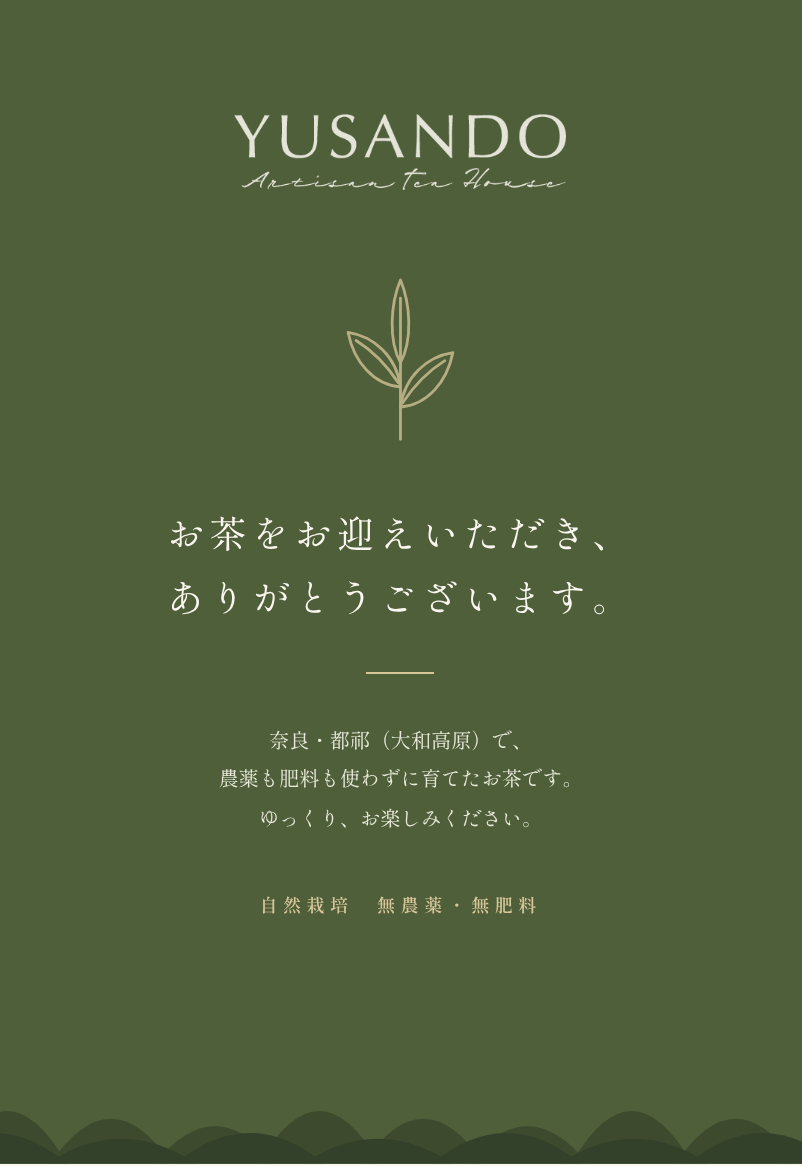 YUSANDO
Artisan Tea House
お茶をお迎えいただき、
ありがとうございます。
奈良・都祁（大和高原）で、
農薬も肥料も使わずに育てたお茶です。
ゆっくり、お楽しみください。
自然栽培　無農薬・無肥料